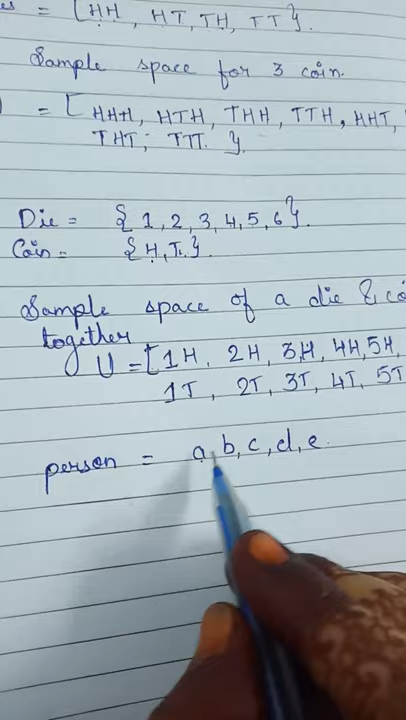 = [HH, HT, TH, TT}.
Sample space for 3 coin.
= [HHH, HTH, THH, TTH, HHT,
THT, TTT. }.
Die = {1, 2, 3, 4, 5, 6}.
Coin = {H, T.}.
Sample space of a die &
together
U = [1H, 2H, 3H, 4H, 5H,
1T, 2T, 3T, 4T, 5T
person = a, b, c, d, e.